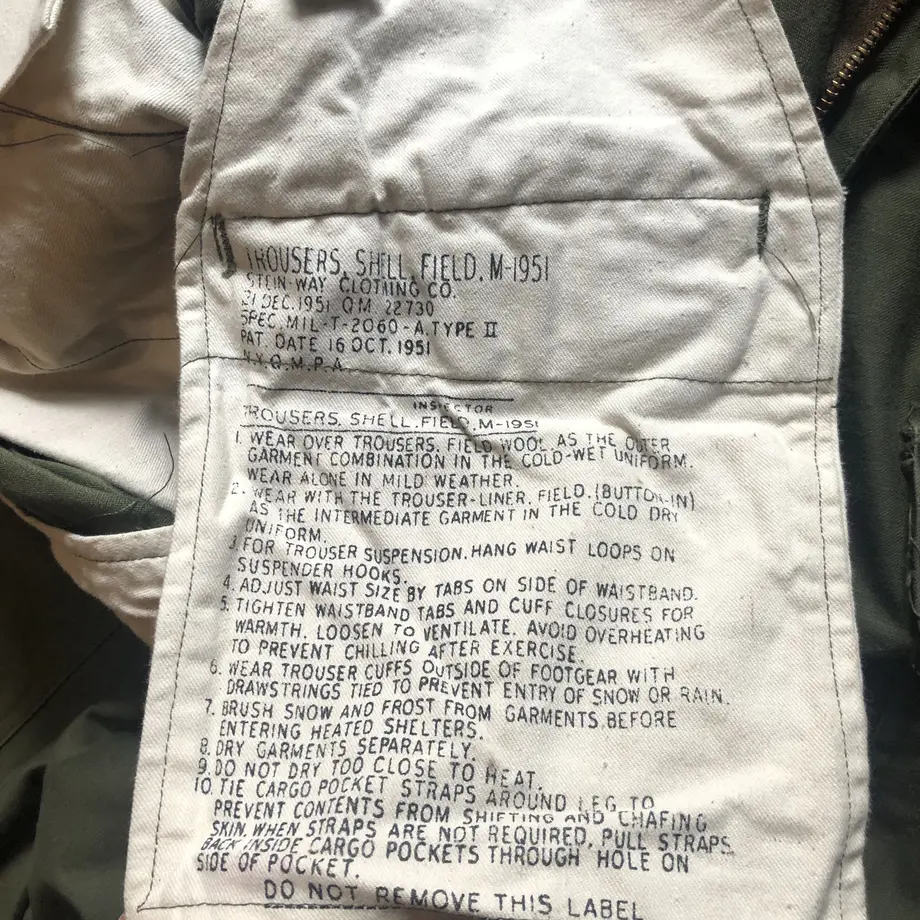 TROUSERS, SHELL, FIELD, M-1951
STEIN-WAY CLOTHING CO.
21 DEC. 1951 QM 22730
SPEC. MIL-T-2060-A, TYPE II
PAT. DATE 16 OCT. 1951
N.Y.Q.M.P.A.
INSPECTOR
TROUSERS, SHELL, FIELD, M-1951
1. WEAR OVER TROUSERS, FIELD WOOL AS THE OUTER
GARMENT COMBINATION IN THE COLD-WET UNIFORM.
WEAR ALONE IN MILD WEATHER.
2. WEAR WITH THE TROUSER-LINER, FIELD, (BUTTON-IN)
AS THE INTERMEDIATE GARMENT IN THE COLD DRY
UNIFORM.
3. FOR TROUSER SUSPENSION, HANG WAIST LOOPS ON
SUSPENDER HOOKS.
4. ADJUST WAIST SIZE BY TABS ON SIDE OF WAISTBAND.
5. TIGHTEN WAISTBAND TABS AND CUFF CLOSURES FOR
WARMTH. LOOSEN TO VENTILATE. AVOID OVERHEATING
TO PREVENT CHILLING AFTER EXERCISE.
6. WEAR TROUSER CUFFS OUTSIDE OF FOOTGEAR WITH
DRAWSTRINGS TIED TO PREVENT ENTRY OF SNOW OR RAIN.
7. BRUSH SNOW AND FROST FROM GARMENTS BEFORE
ENTERING HEATED SHELTERS.
8. DRY GARMENTS SEPARATELY.
9. DO NOT DRY TOO CLOSE TO HEAT.
10. TIE CARGO POCKET STRAPS AROUND LEG TO
PREVENT CONTENTS FROM SHIFTING AND CHAFING
SKIN. WHEN STRAPS ARE NOT REQUIRED, PULL STRAPS
BACK INSIDE CARGO POCKETS THROUGH HOLE ON
SIDE OF POCKET.
DO NOT REMOVE THIS LABEL